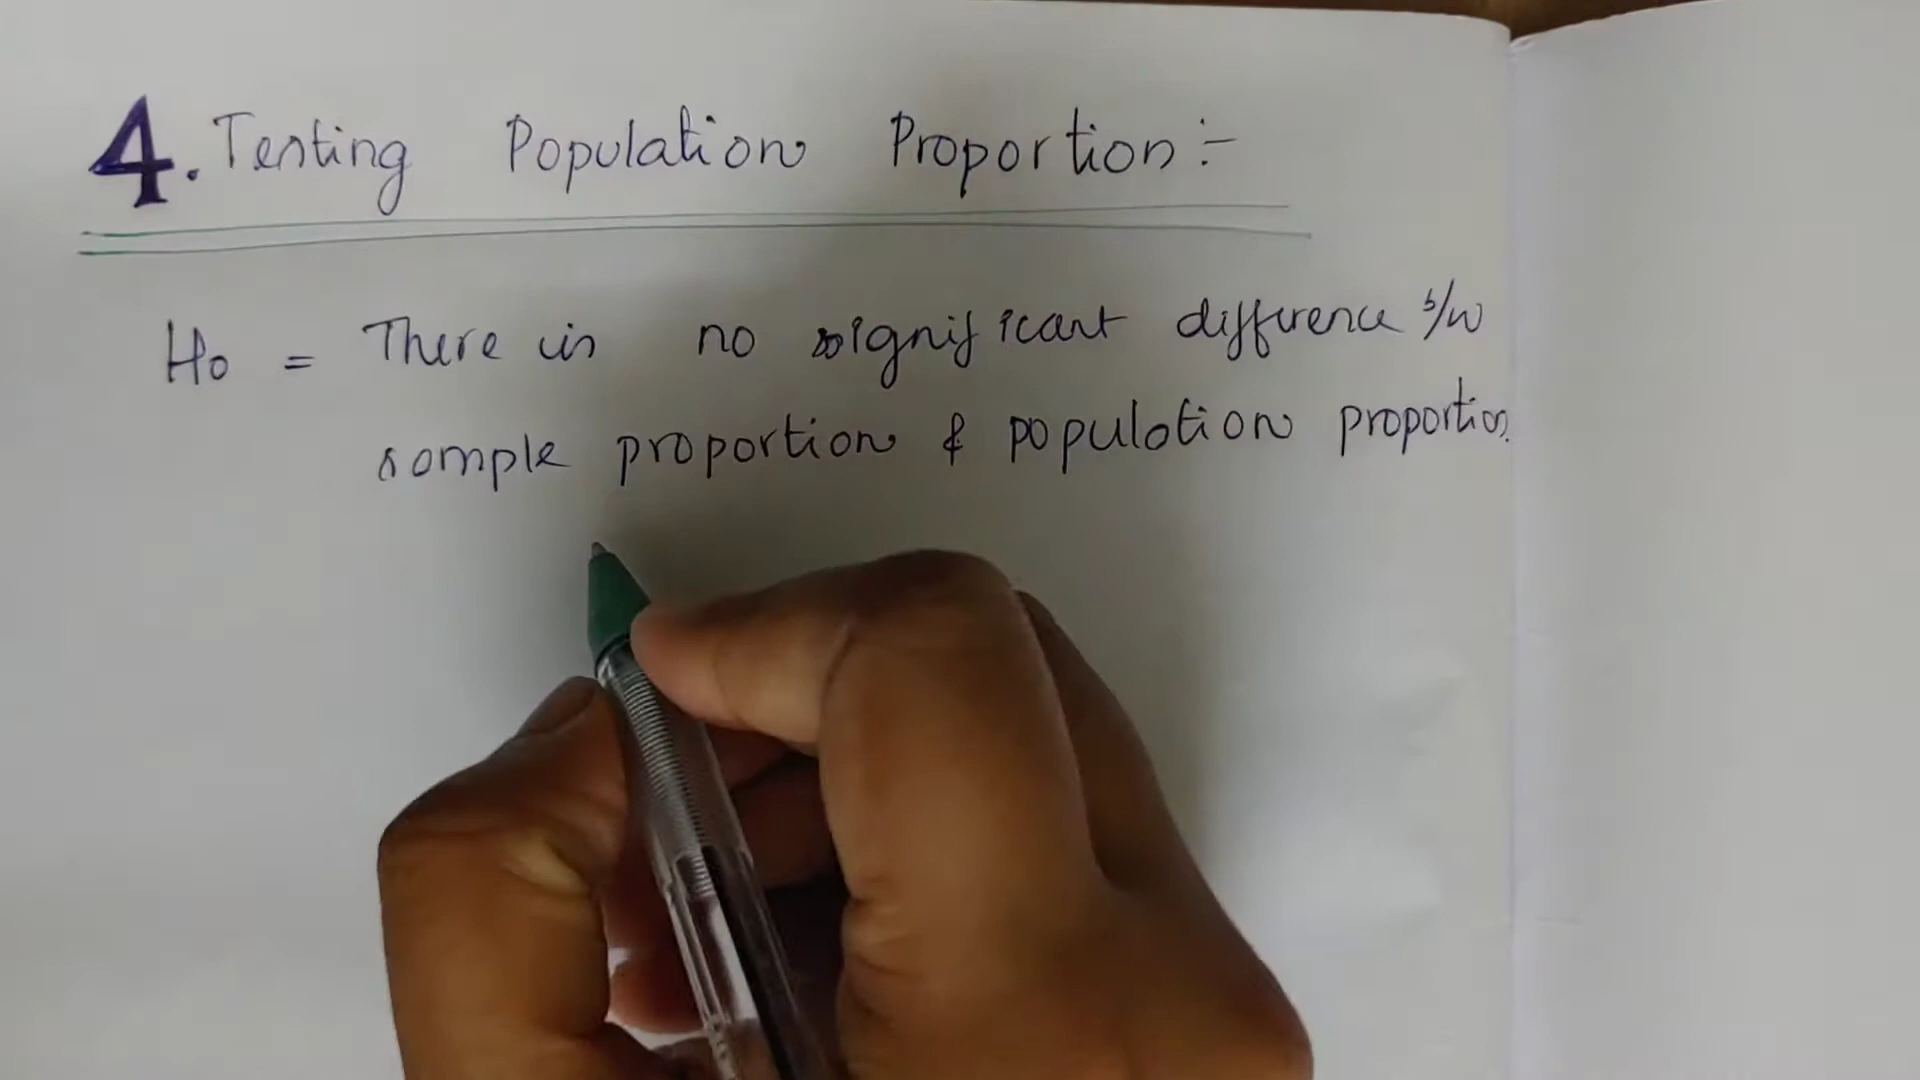 4. Testing Population Proportion :-
Ho = There is no significant difference b/w
sample proportion & population proportion.